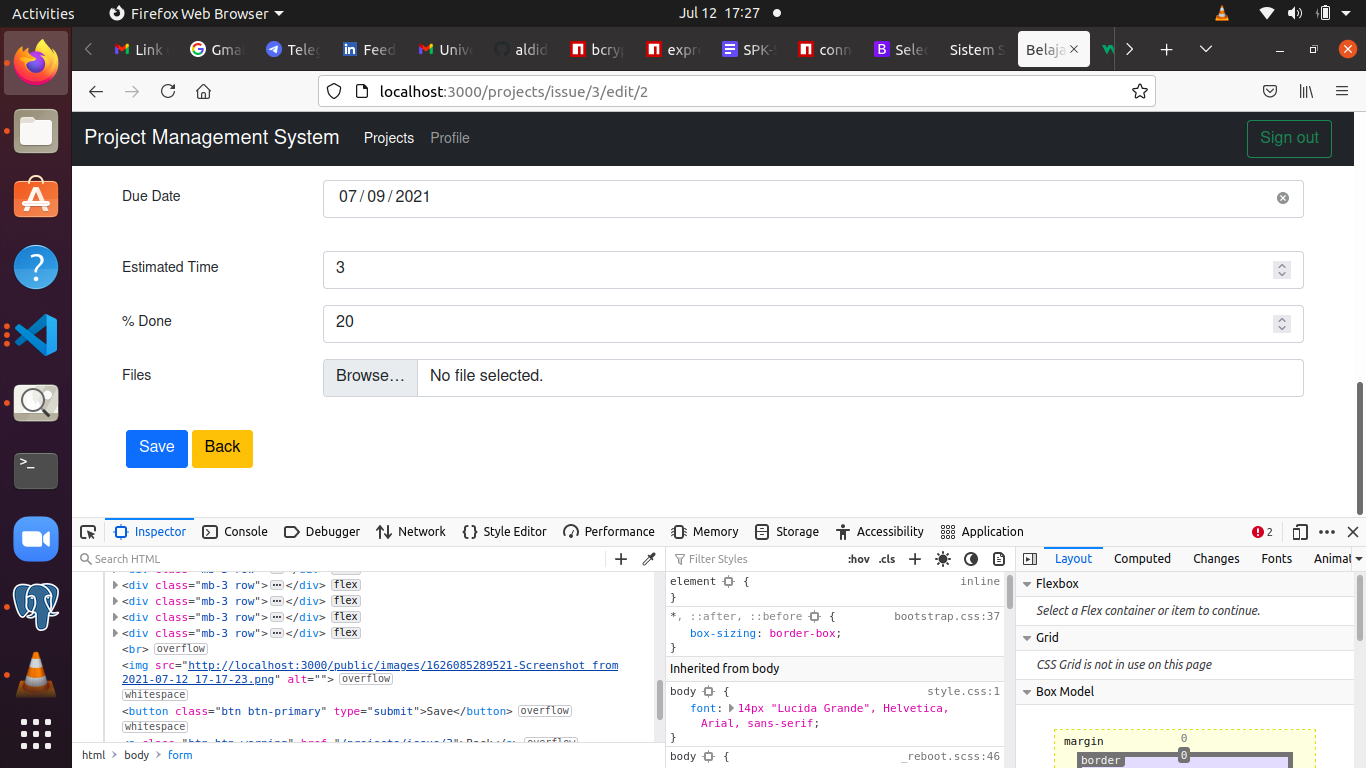 Activities Firefox Web Browser Jul 12 17:27
Link Gma Teleg in Feed Unive aldid bcryp expre SPK- conn B Selec Sistem S Belaja
localhost:3000/projects/issue/3/edit/2
Project Management System Projects Profile Sign out
Due Date 07/09/2021
Estimated Time 3
% Done 20
Files Browse… No file selected.
Save Back
Inspector Console Debugger Network Style Editor Performance Memory Storage Accessibility Application 2
Search HTML Filter Styles :hov .cls Layout Computed Changes Fonts Animat
<div class="mb-3 row"> </div> flex
<div class="mb-3 row"> </div> flex
<div class="mb-3 row"> </div> flex
<div class="mb-3 row"> </div> flex
<br> overflow
<img src="http://localhost:3000/public/images/1626085289521-Screenshot from
2021-07-12 17-17-23.png" alt=""> overflow
whitespace
<button class="btn btn-primary" type="submit">Save</button> overflow
whitespace
html body form
element { inline
}
*, ::after, ::before { bootstrap.css:37
box-sizing: border-box;
}
Inherited from body
body { style.css:1
font: 14px "Lucida Grande", Helvetica,
Arial, sans-serif;
}
body { _reboot.scss:46
Flexbox
Select a Flex container or item to continue.
Grid
CSS Grid is not in use on this page
Box Model
margin 0
border 0